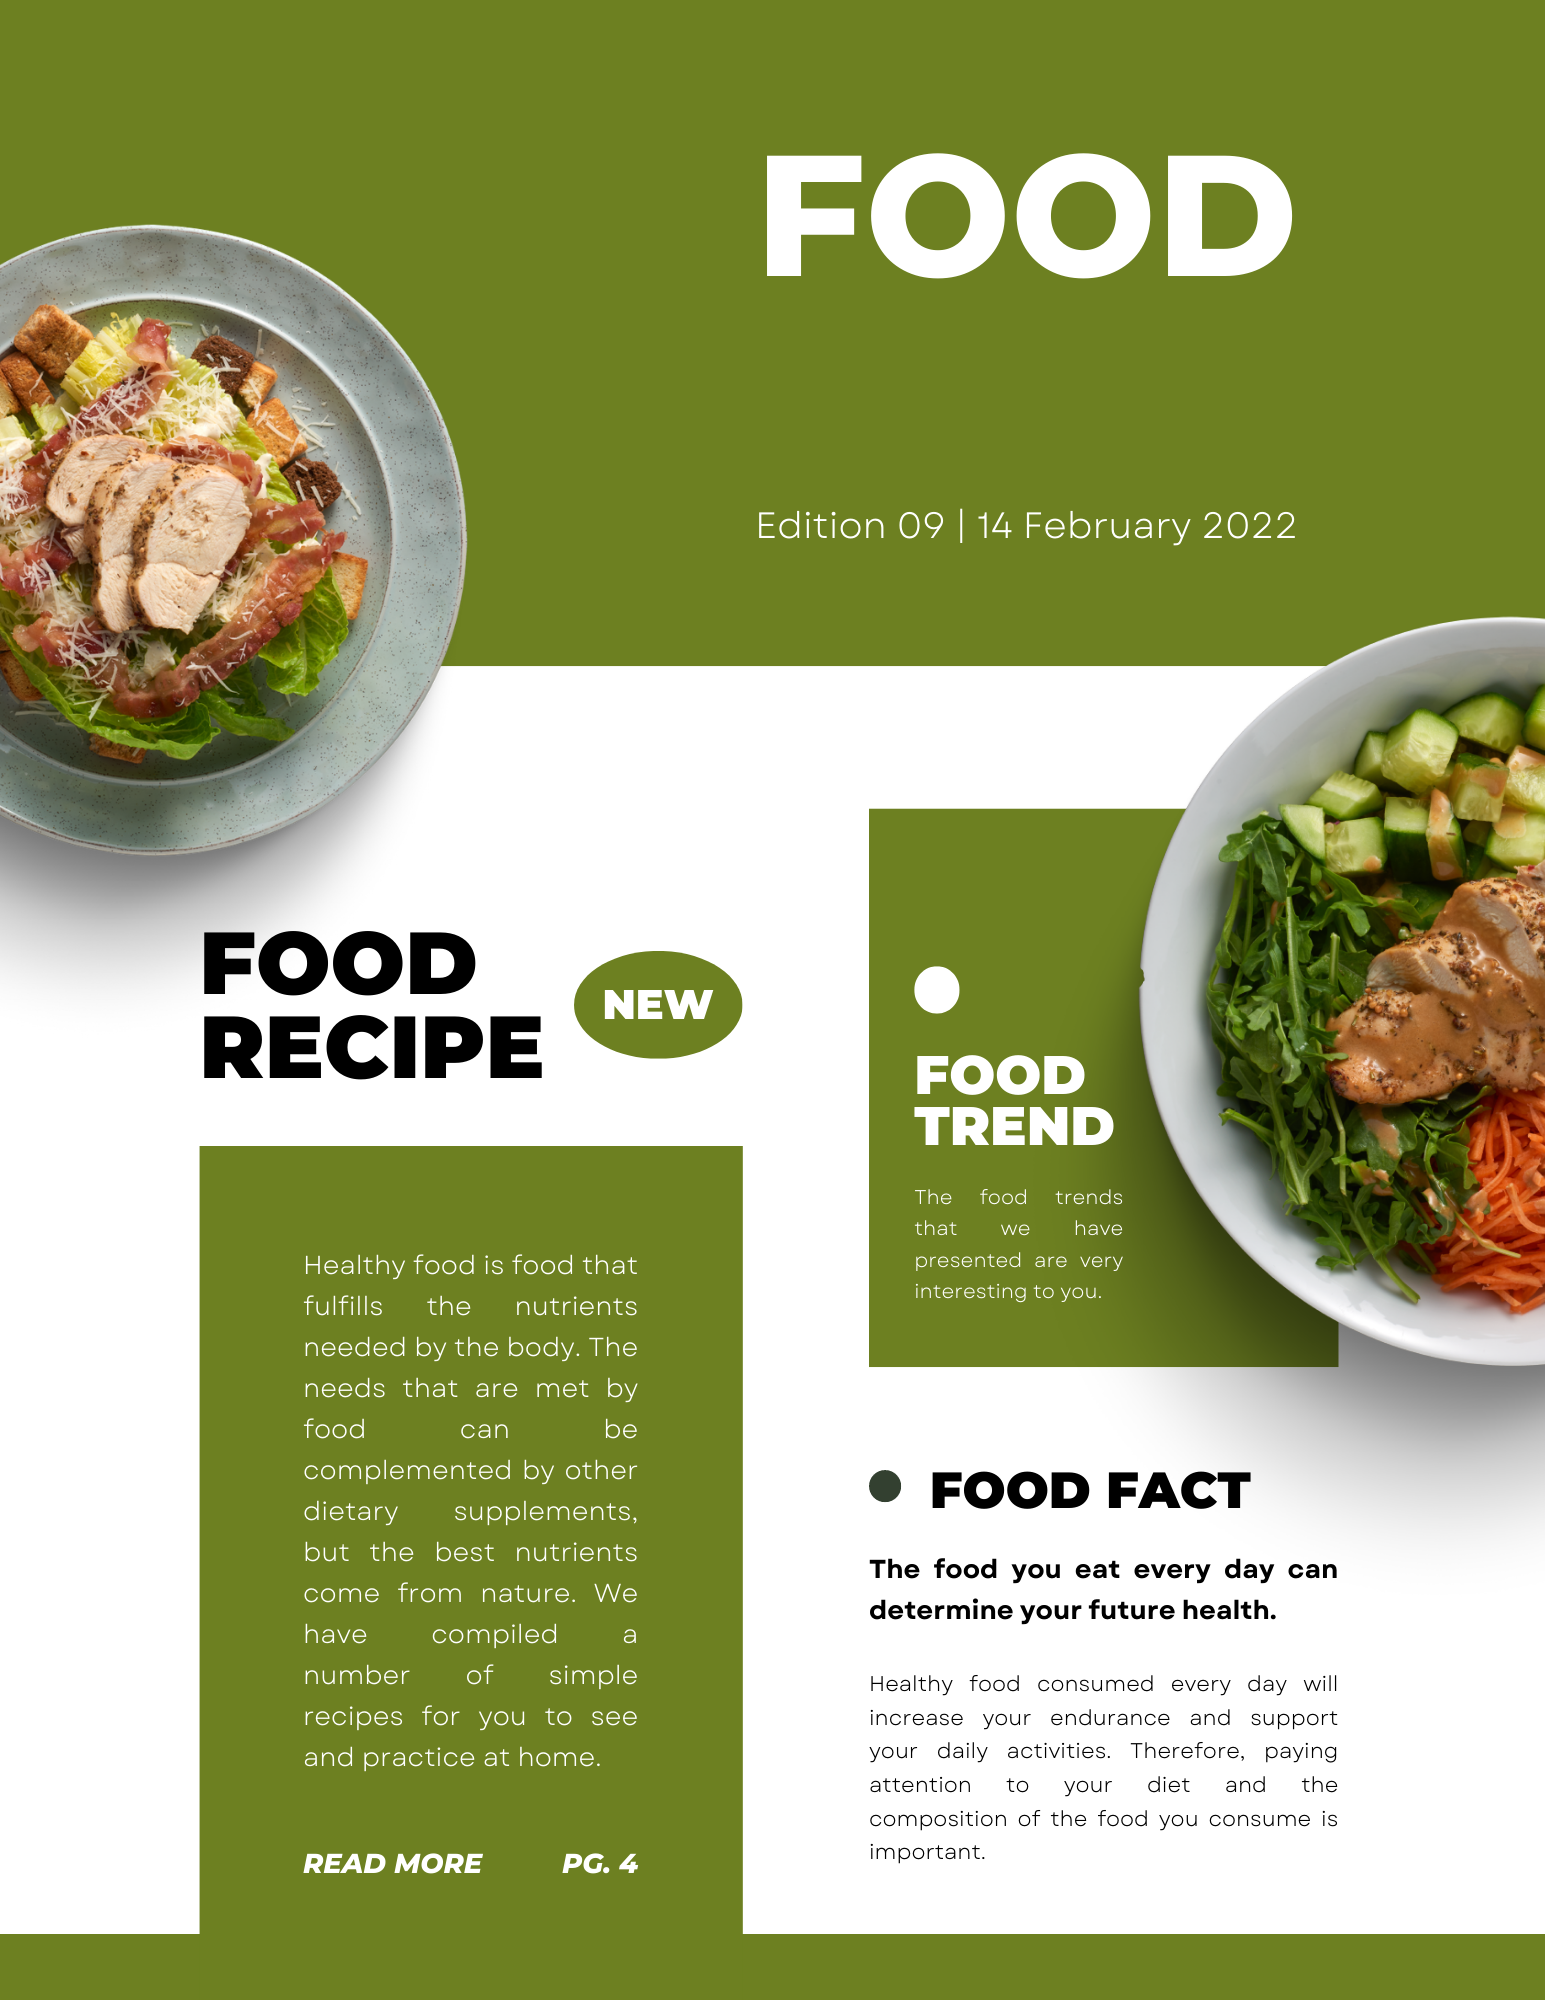 FOOD
Edition 09 | 14 February 2022
FOOD
RECIPE
NEW
Healthy food is food that
fulfills the nutrients
needed by the body. The
needs that are met by
food can be
complemented by other
dietary supplements,
but the best nutrients
come from nature. We
have compiled a
number of simple
recipes for you to see
and practice at home.
READ MORE PG. 4
FOOD
TREND
The food trends
that we have
presented are very
interesting to you.
FOOD FACT
The food you eat every day can
determine your future health.
Healthy food consumed every day will
increase your endurance and support
your daily activities. Therefore, paying
attention to your diet and the
composition of the food you consume is
important.